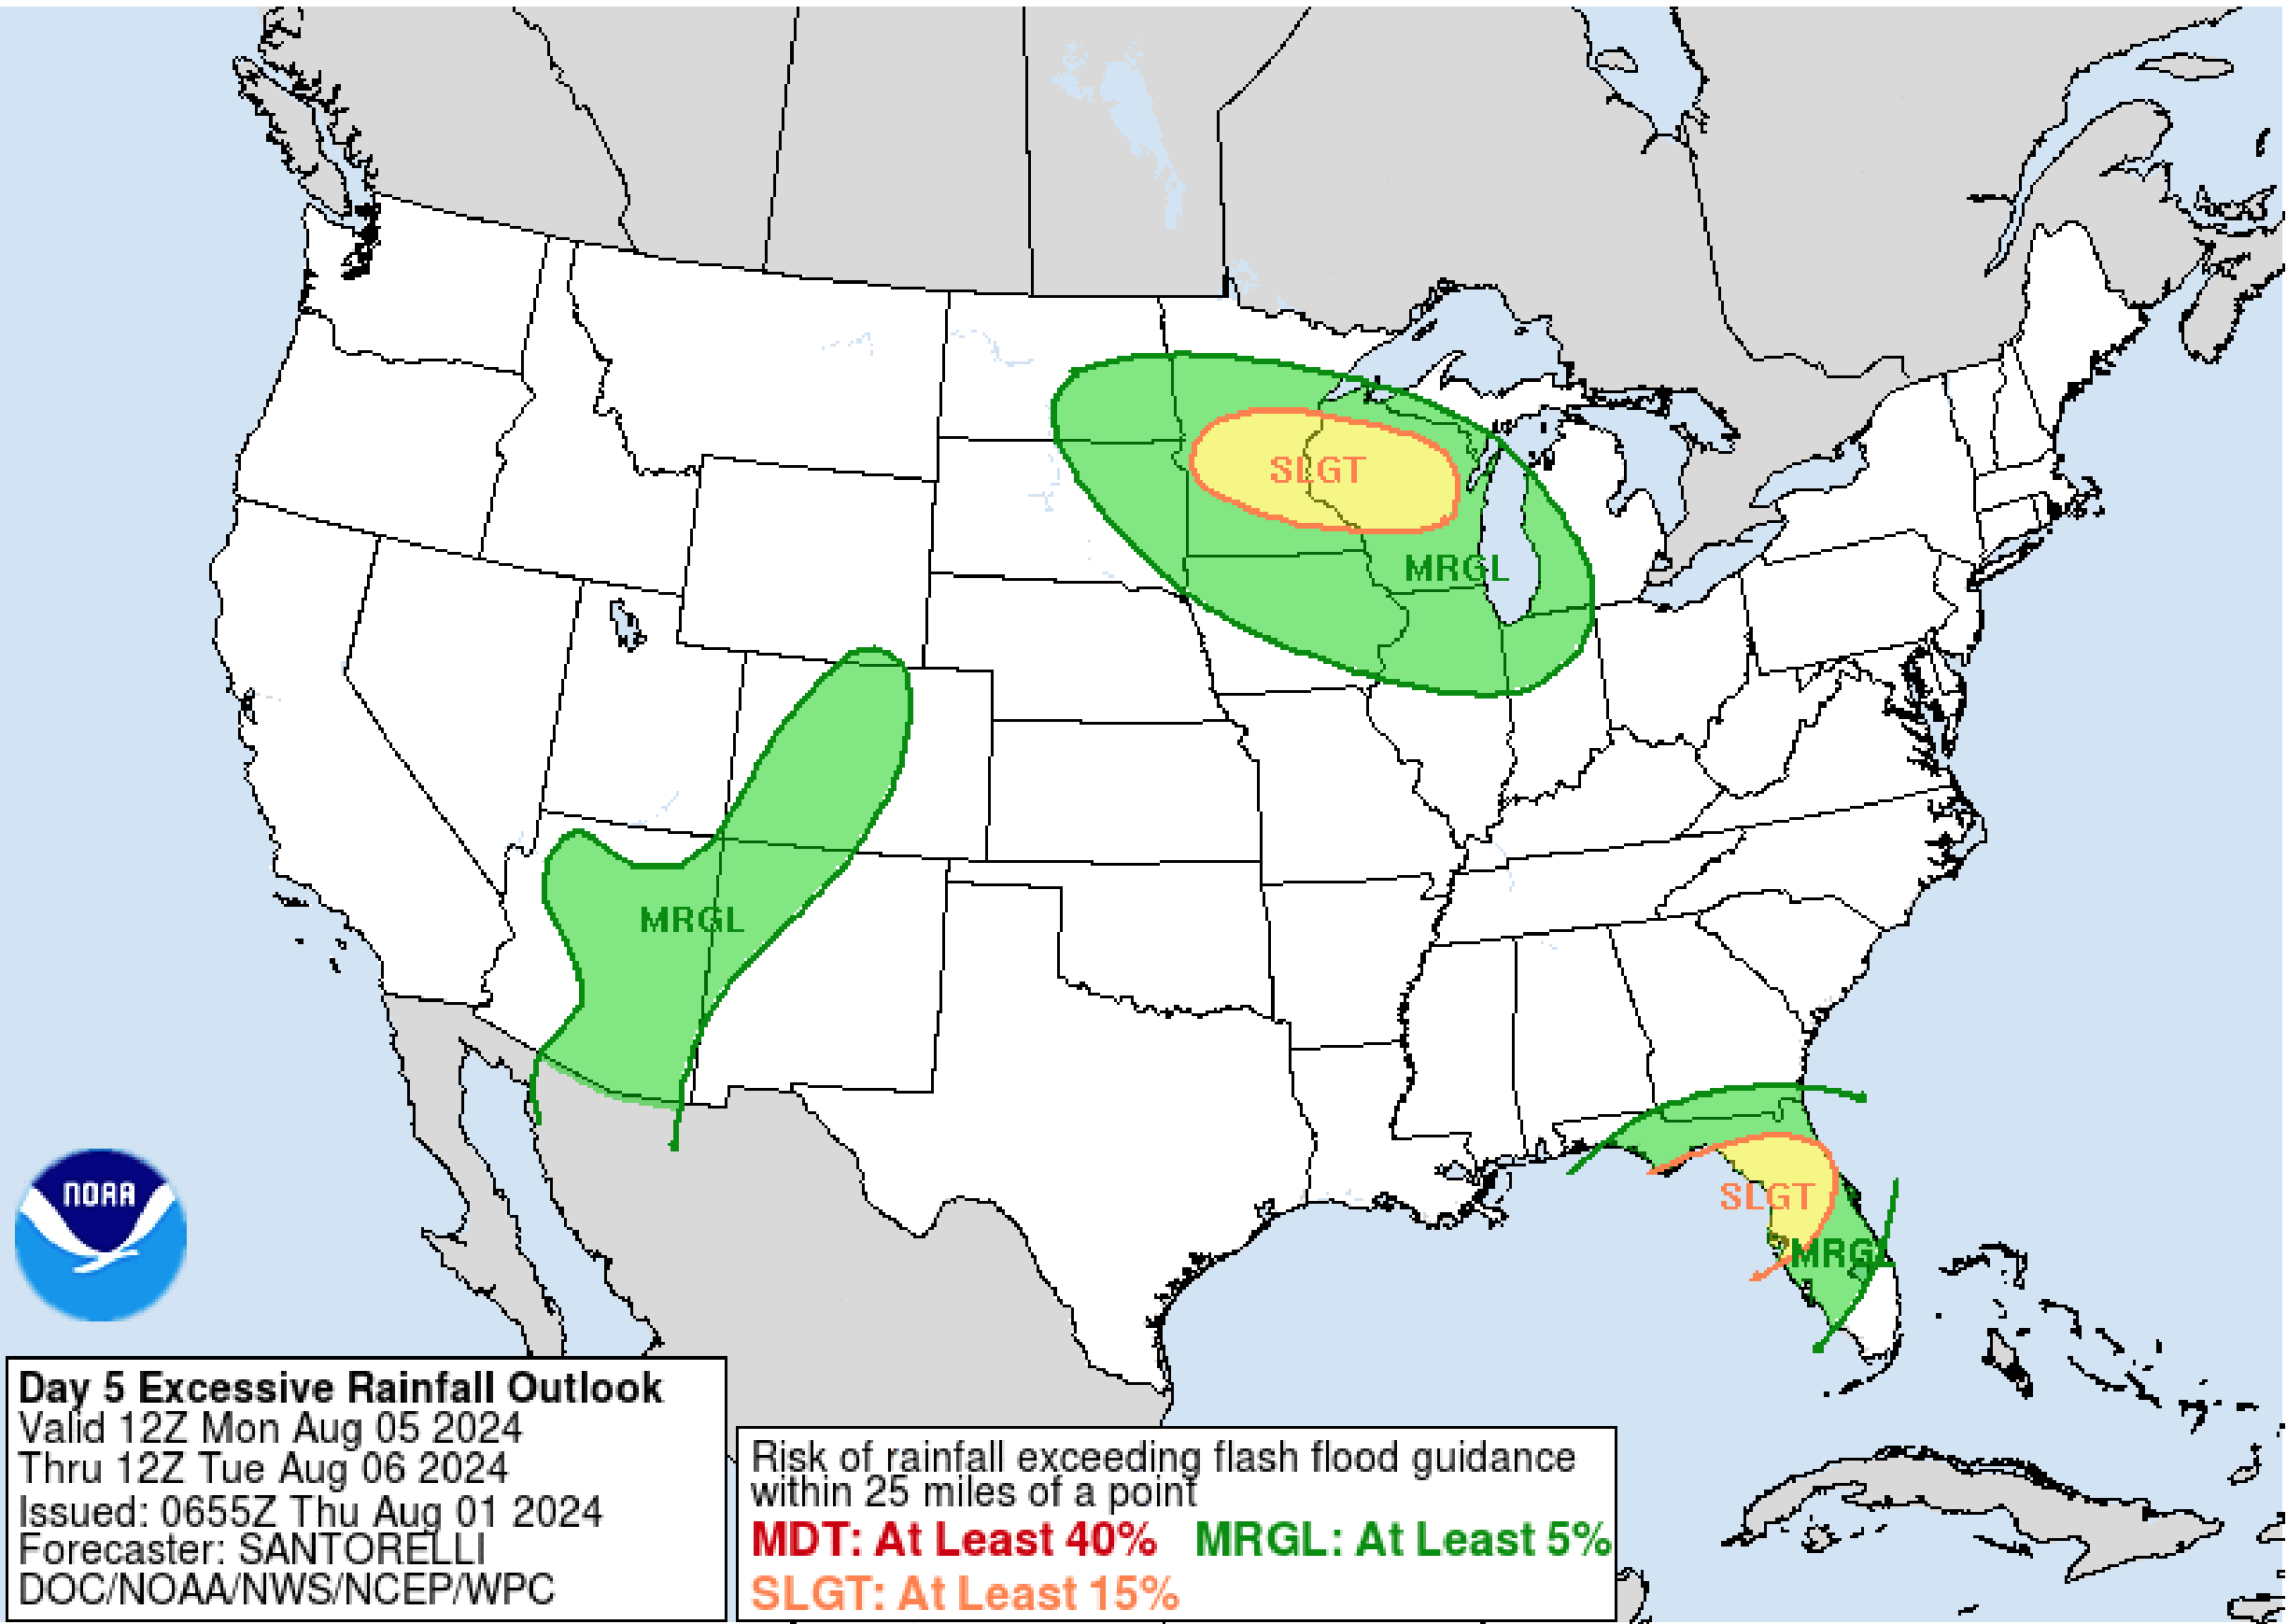 SLGT
MRGL
MRGL
NOAA
SLGT
MRGL
Day 5 Excessive Rainfall Outlook
Valid 12Z Mon Aug 05 2024
Thru 12Z Tue Aug 06 2024
Issued: 0655Z Thu Aug 01 2024
Forecaster: SANTORELLI
DOC/NOAA/NWS/NCEP/WPC
Risk of rainfall exceeding flash flood guidance
within 25 miles of a point
MDT: At Least 40% MRGL: At Least 5%
SLGT: At Least 15%